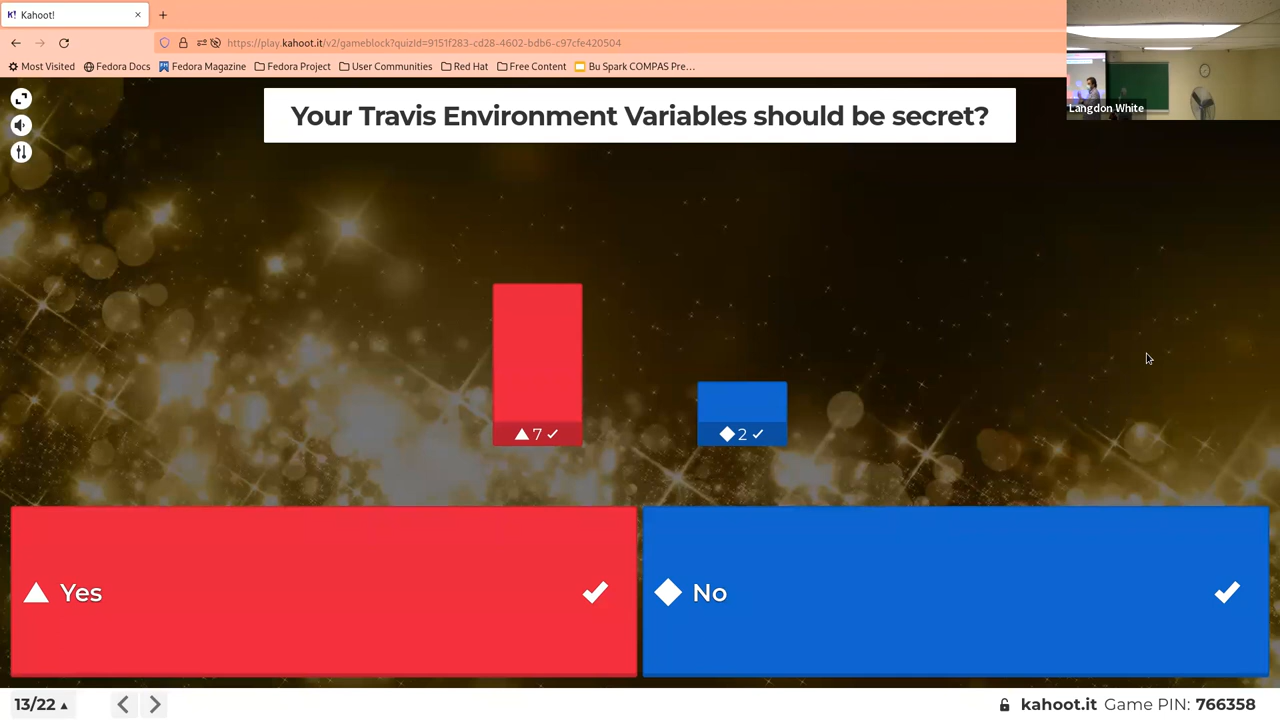 K! Kahoot!
https://play.kahoot.it/v2/gameblock?quizId=9151f283-cd28-4602-bdb6-c97cfe420504
Most Visited Fedora Docs Fedora Magazine Fedora Project User Communities Red Hat Free Content Bu Spark COMPAS Pre...
Langdon White
Your Travis Environment Variables should be secret?
7
2
Yes
No
13/22
kahoot.it Game PIN: 766358